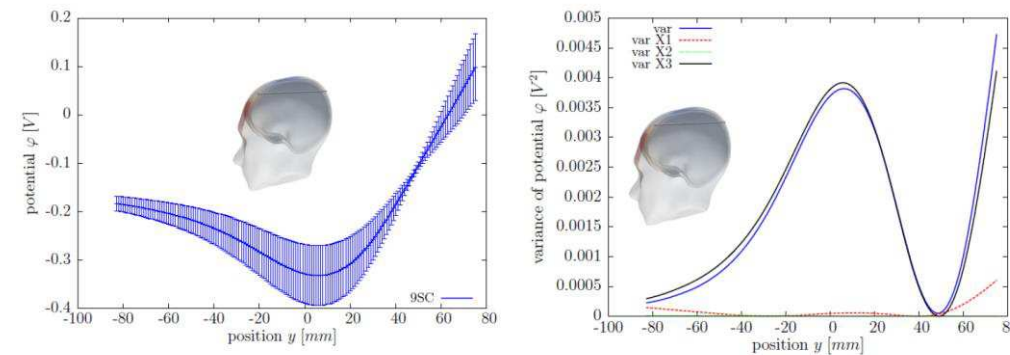 0.2
0.1
0
-0.1
-0.2
-0.3
-0.4
potential φ [V]
9SC
-100 -80 -60 -40 -20 0 20 40 60 80
position y [mm]
0.005
0.0045
0.004
0.0035
0.003
0.0025
0.002
0.0015
0.001
0.0005
0
variance of potential φ [V²]
var
var X1
var X2
var X3
-100 -80 -60 -40 -20 0 20 40 60
position y [mm]